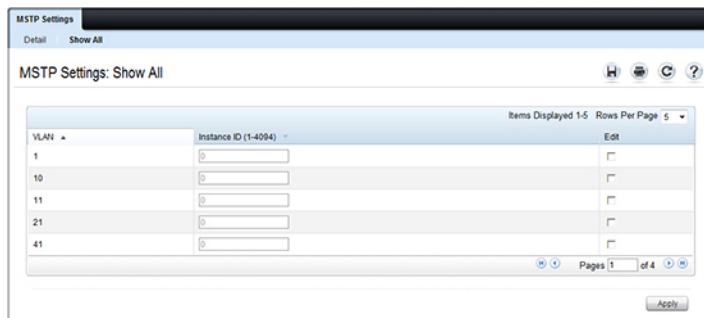 MSTP Settings
Detail Show All
MSTP Settings: Show All
Items Displayed 1-5 Rows Per Page 5
VLAN Instance ID (1-4094) Edit
1 0
10 0
11 0
21 0
41 0
Pages 1 of 4
Apply